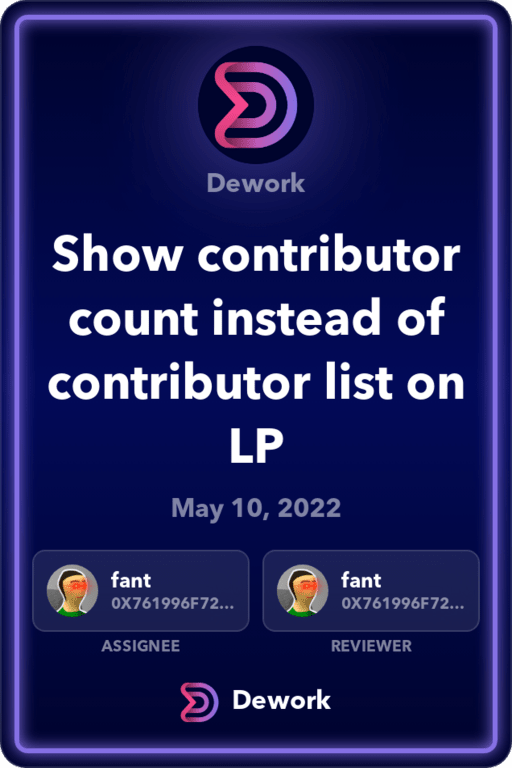 Dework
Show contributor
count instead of
contributor list on
LP
May 10, 2022
fant
0X761996F72...
fant
0X761996F72...
ASSIGNEE
REVIEWER
Dework